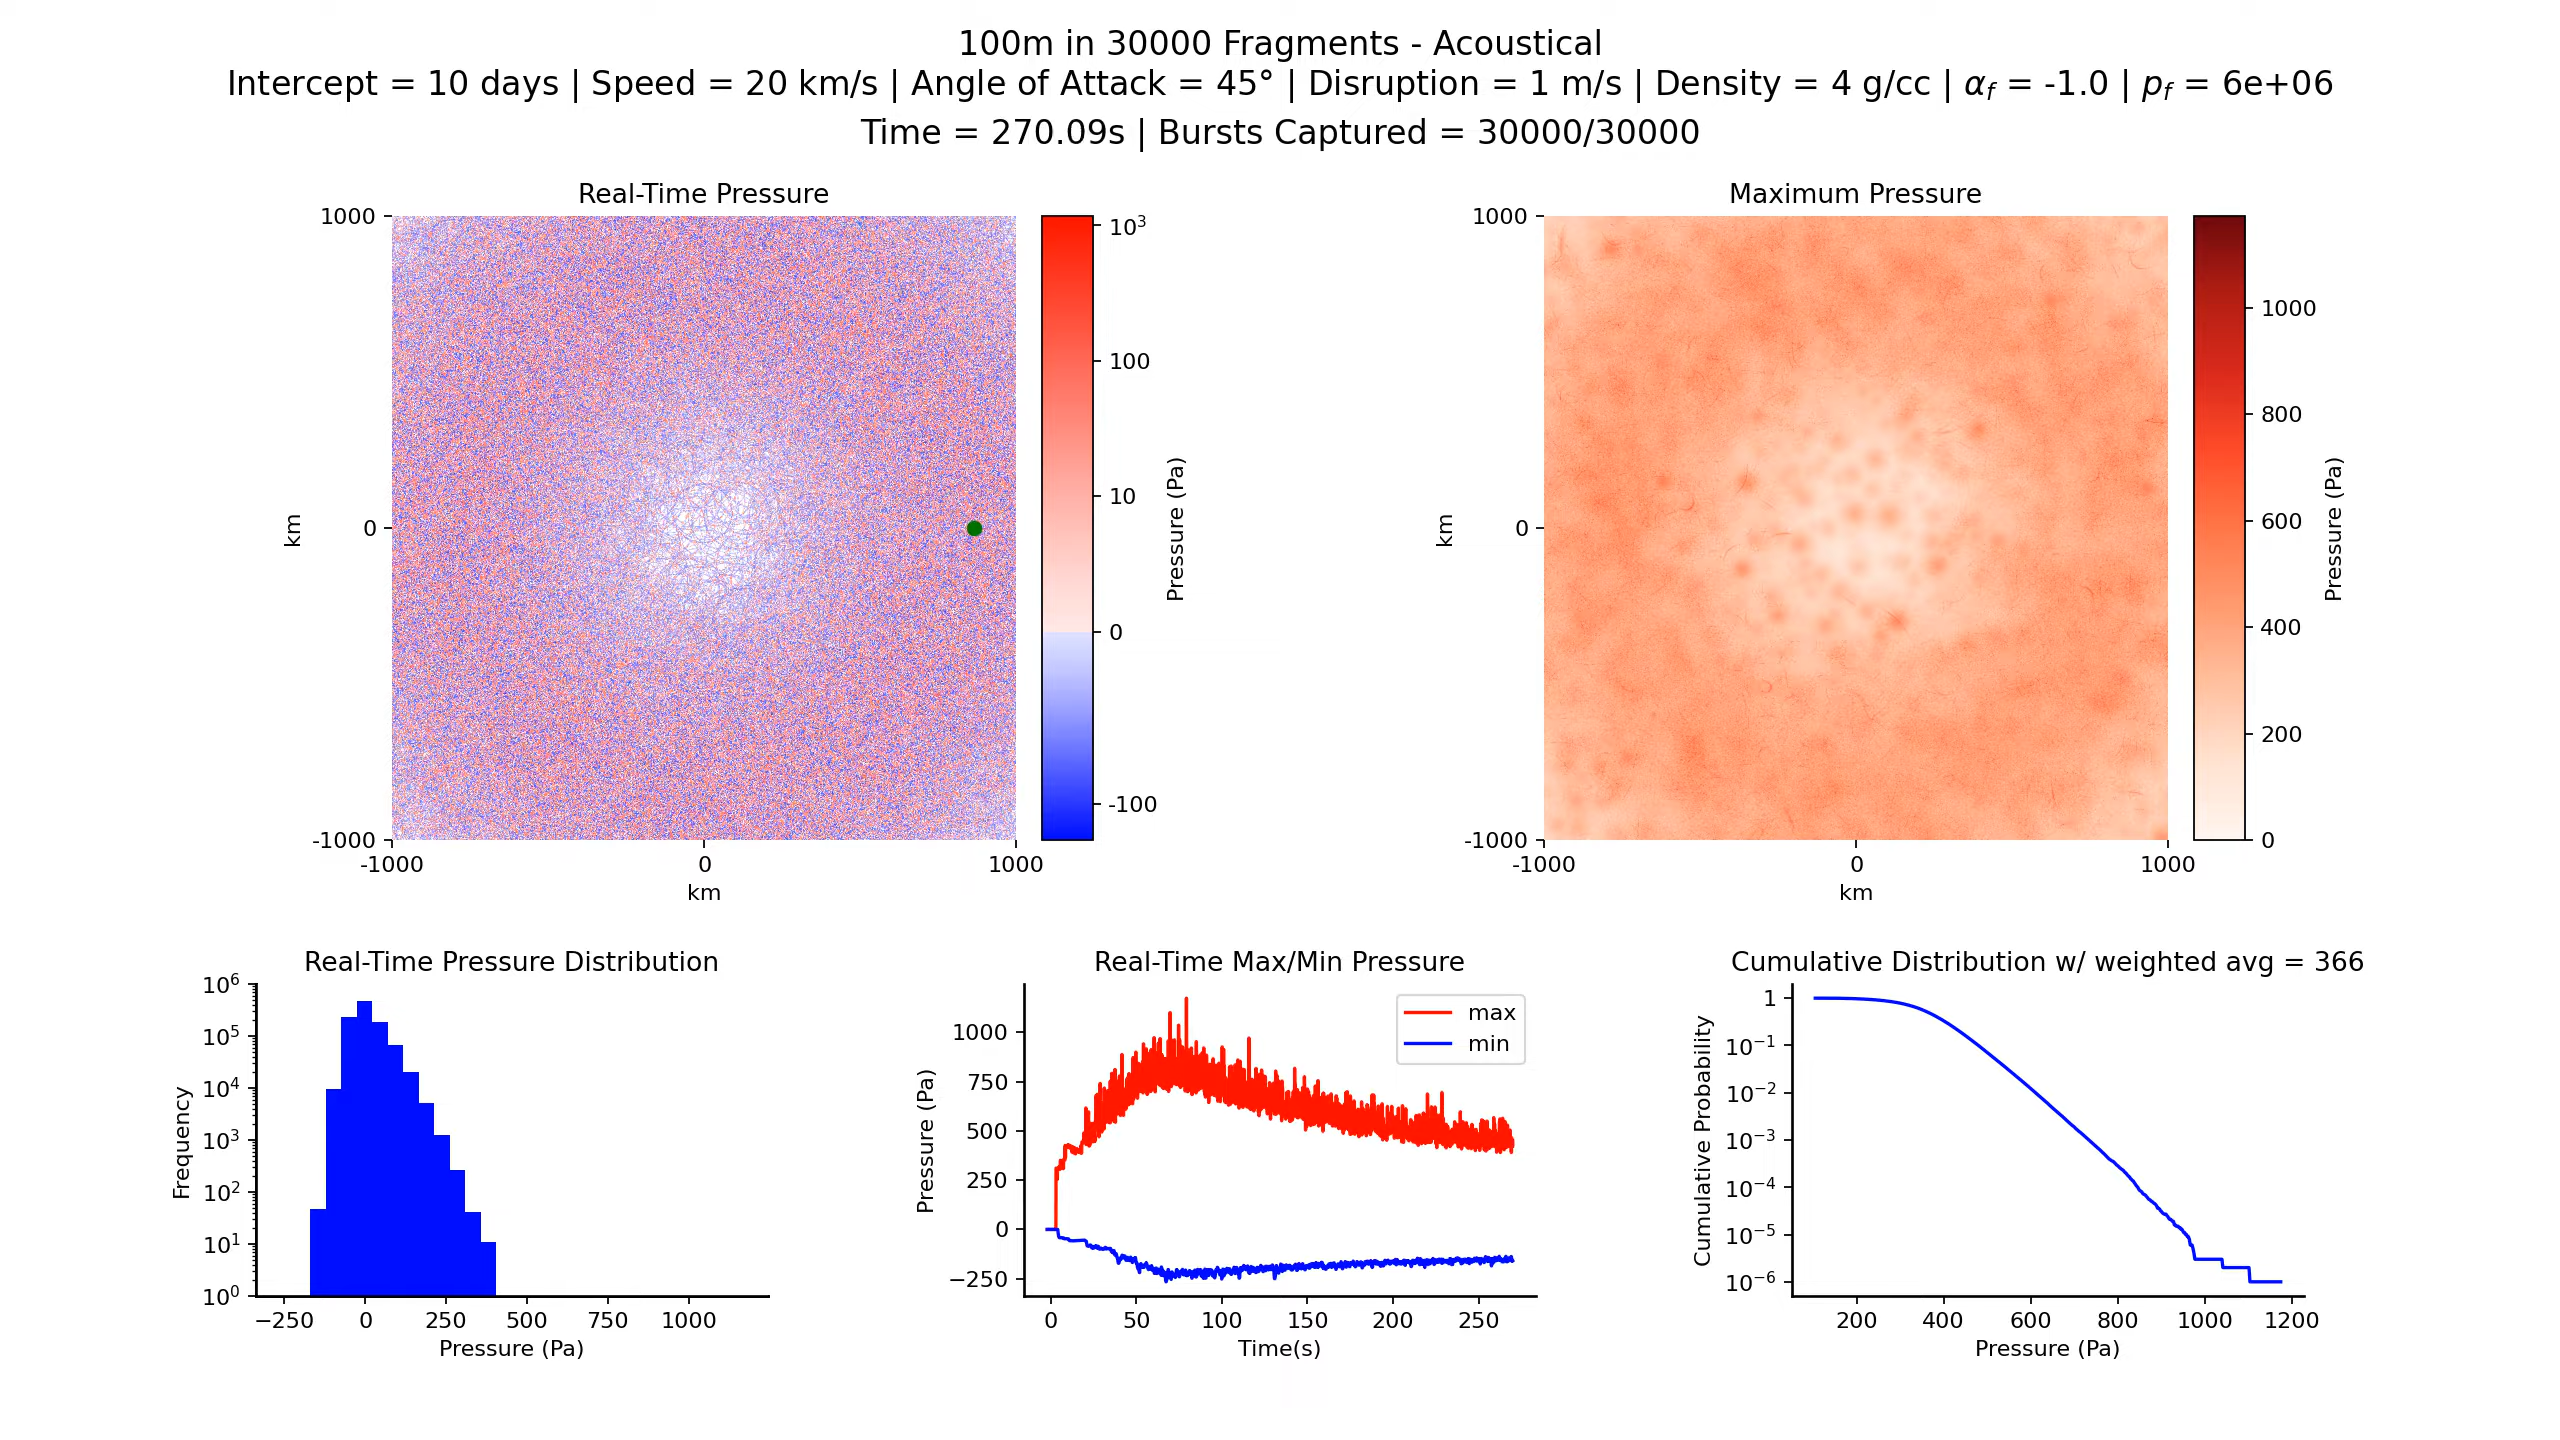 100m in 30000 Fragments - Acoustical
Intercept = 10 days | Speed = 20 km/s | Angle of Attack = 45° | Disruption = 1 m/s | Density = 4 g/cc | αf = -1.0 | pf = 6e+06
Time = 270.09s | Bursts Captured = 30000/30000
Real-Time Pressure
1000
0
-1000
km
-1000
0
1000
km
10³
100
10
0
-100
Pressure (Pa)
Maximum Pressure
1000
0
-1000
km
-1000
0
1000
km
1000
800
600
400
200
0
Pressure (Pa)
Real-Time Pressure Distribution
10⁶
10⁵
10⁴
10³
10²
10¹
10⁰
Frequency
−250
0
250
500
750
1000
Pressure (Pa)
Real-Time Max/Min Pressure
max
min
1000
750
500
250
0
−250
Pressure (Pa)
0
50
100
150
200
250
Time(s)
Cumulative Distribution w/ weighted avg = 366
1
10⁻¹
10⁻²
10⁻³
10⁻⁴
10⁻⁵
10⁻⁶
Cumulative Probability
200
400
600
800
1000
1200
Pressure (Pa)